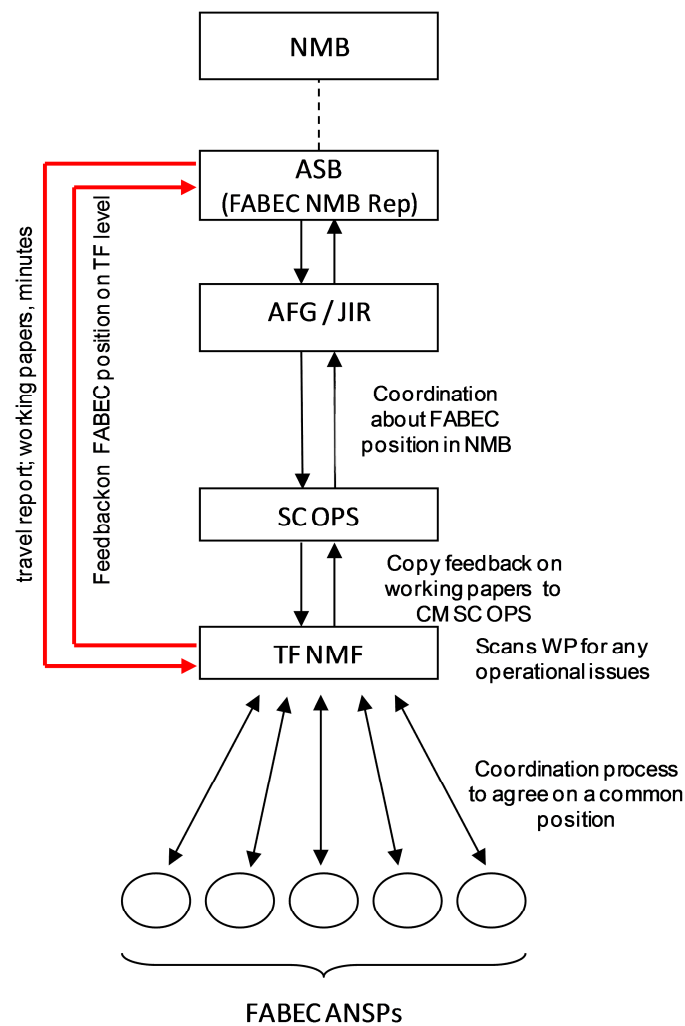 NMB
ASB
(FABEC NMB Rep)
travel report; working papers, minutes
Feedbackon FABEC position on TF level
AFG / JIR
Coordination
about FABEC
position in NMB
SC OPS
Copy feedback on
working papers to
CM SC OPS
TF NMF
Scans WP for any
operational issues
Coordination process
to agree on a common
position
FABEC ANSPs